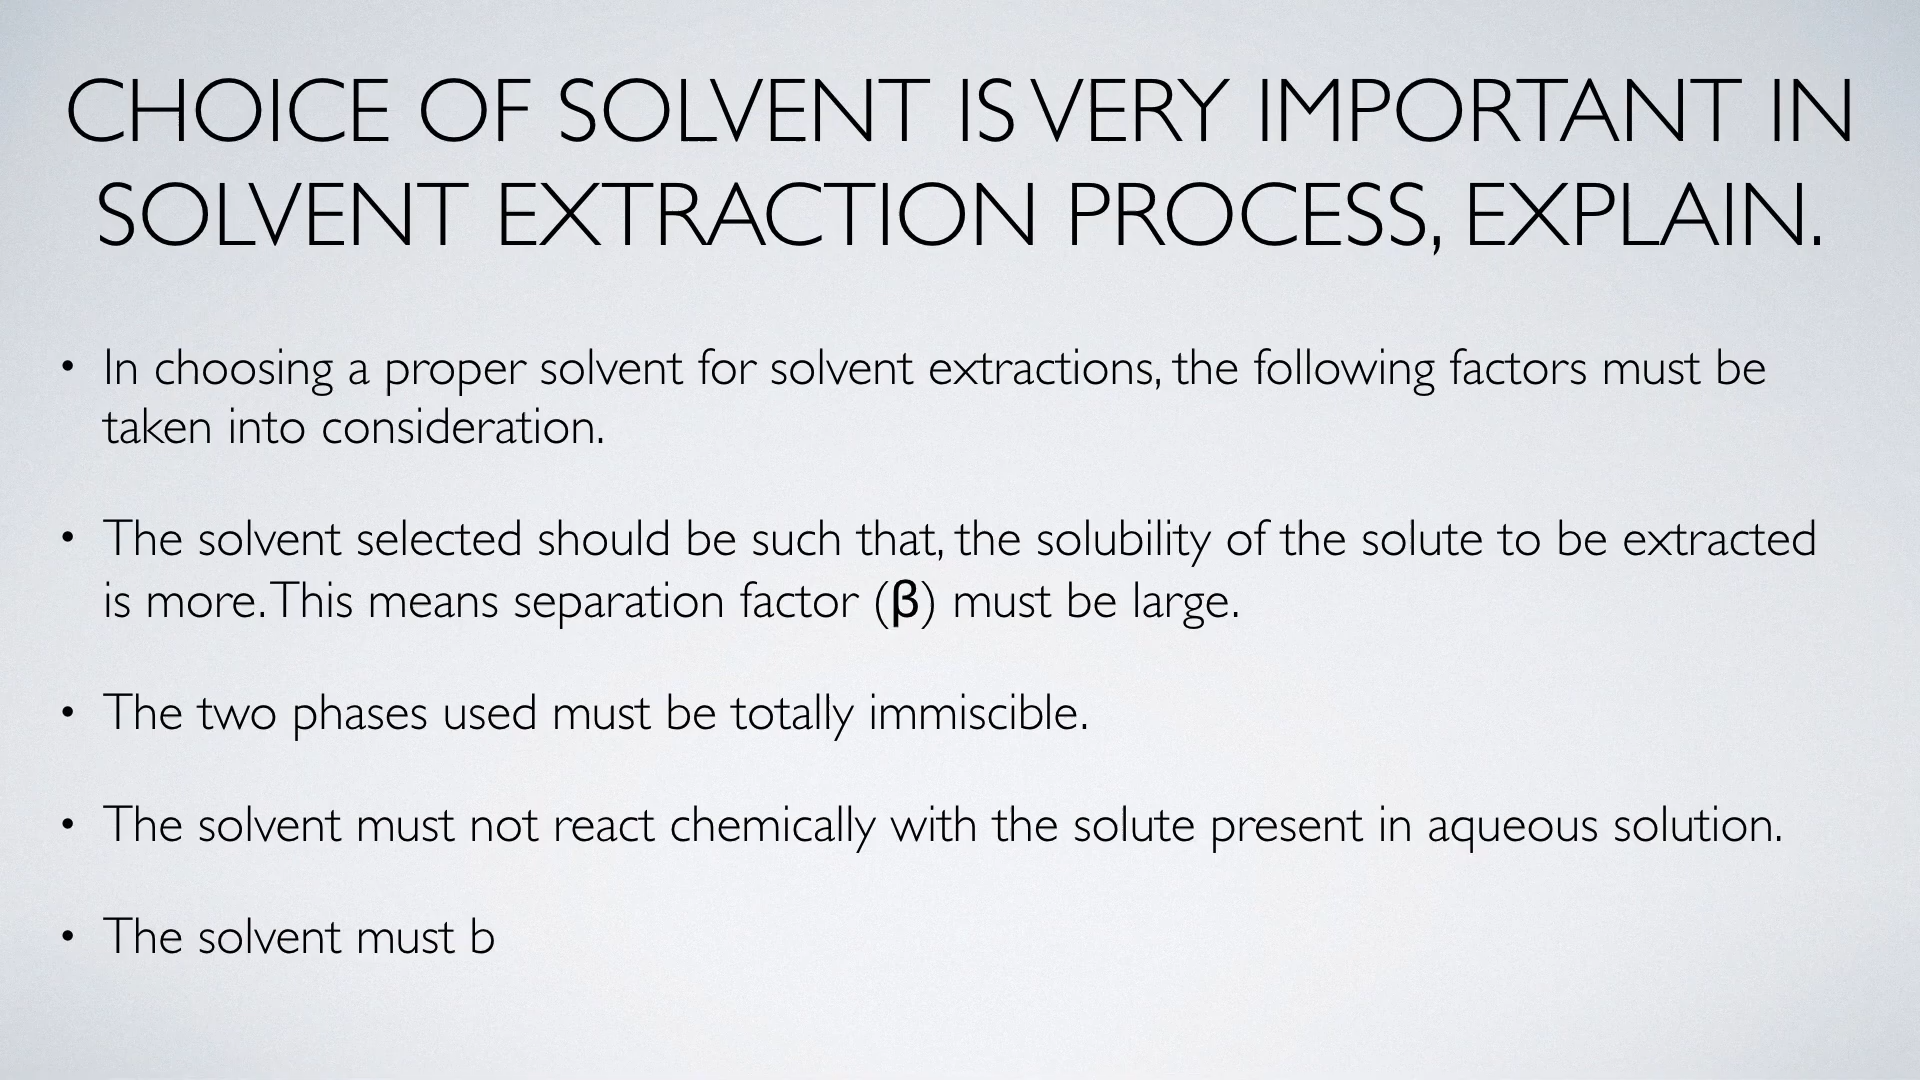 CHOICE OF SOLVENT IS VERY IMPORTANT IN
SOLVENT EXTRACTION PROCESS, EXPLAIN.
• In choosing a proper solvent for solvent extractions, the following factors must be
taken into consideration.
• The solvent selected should be such that, the solubility of the solute to be extracted
is more. This means separation factor (β) must be large.
• The two phases used must be totally immiscible.
• The solvent must not react chemically with the solute present in aqueous solution.
• The solvent must b